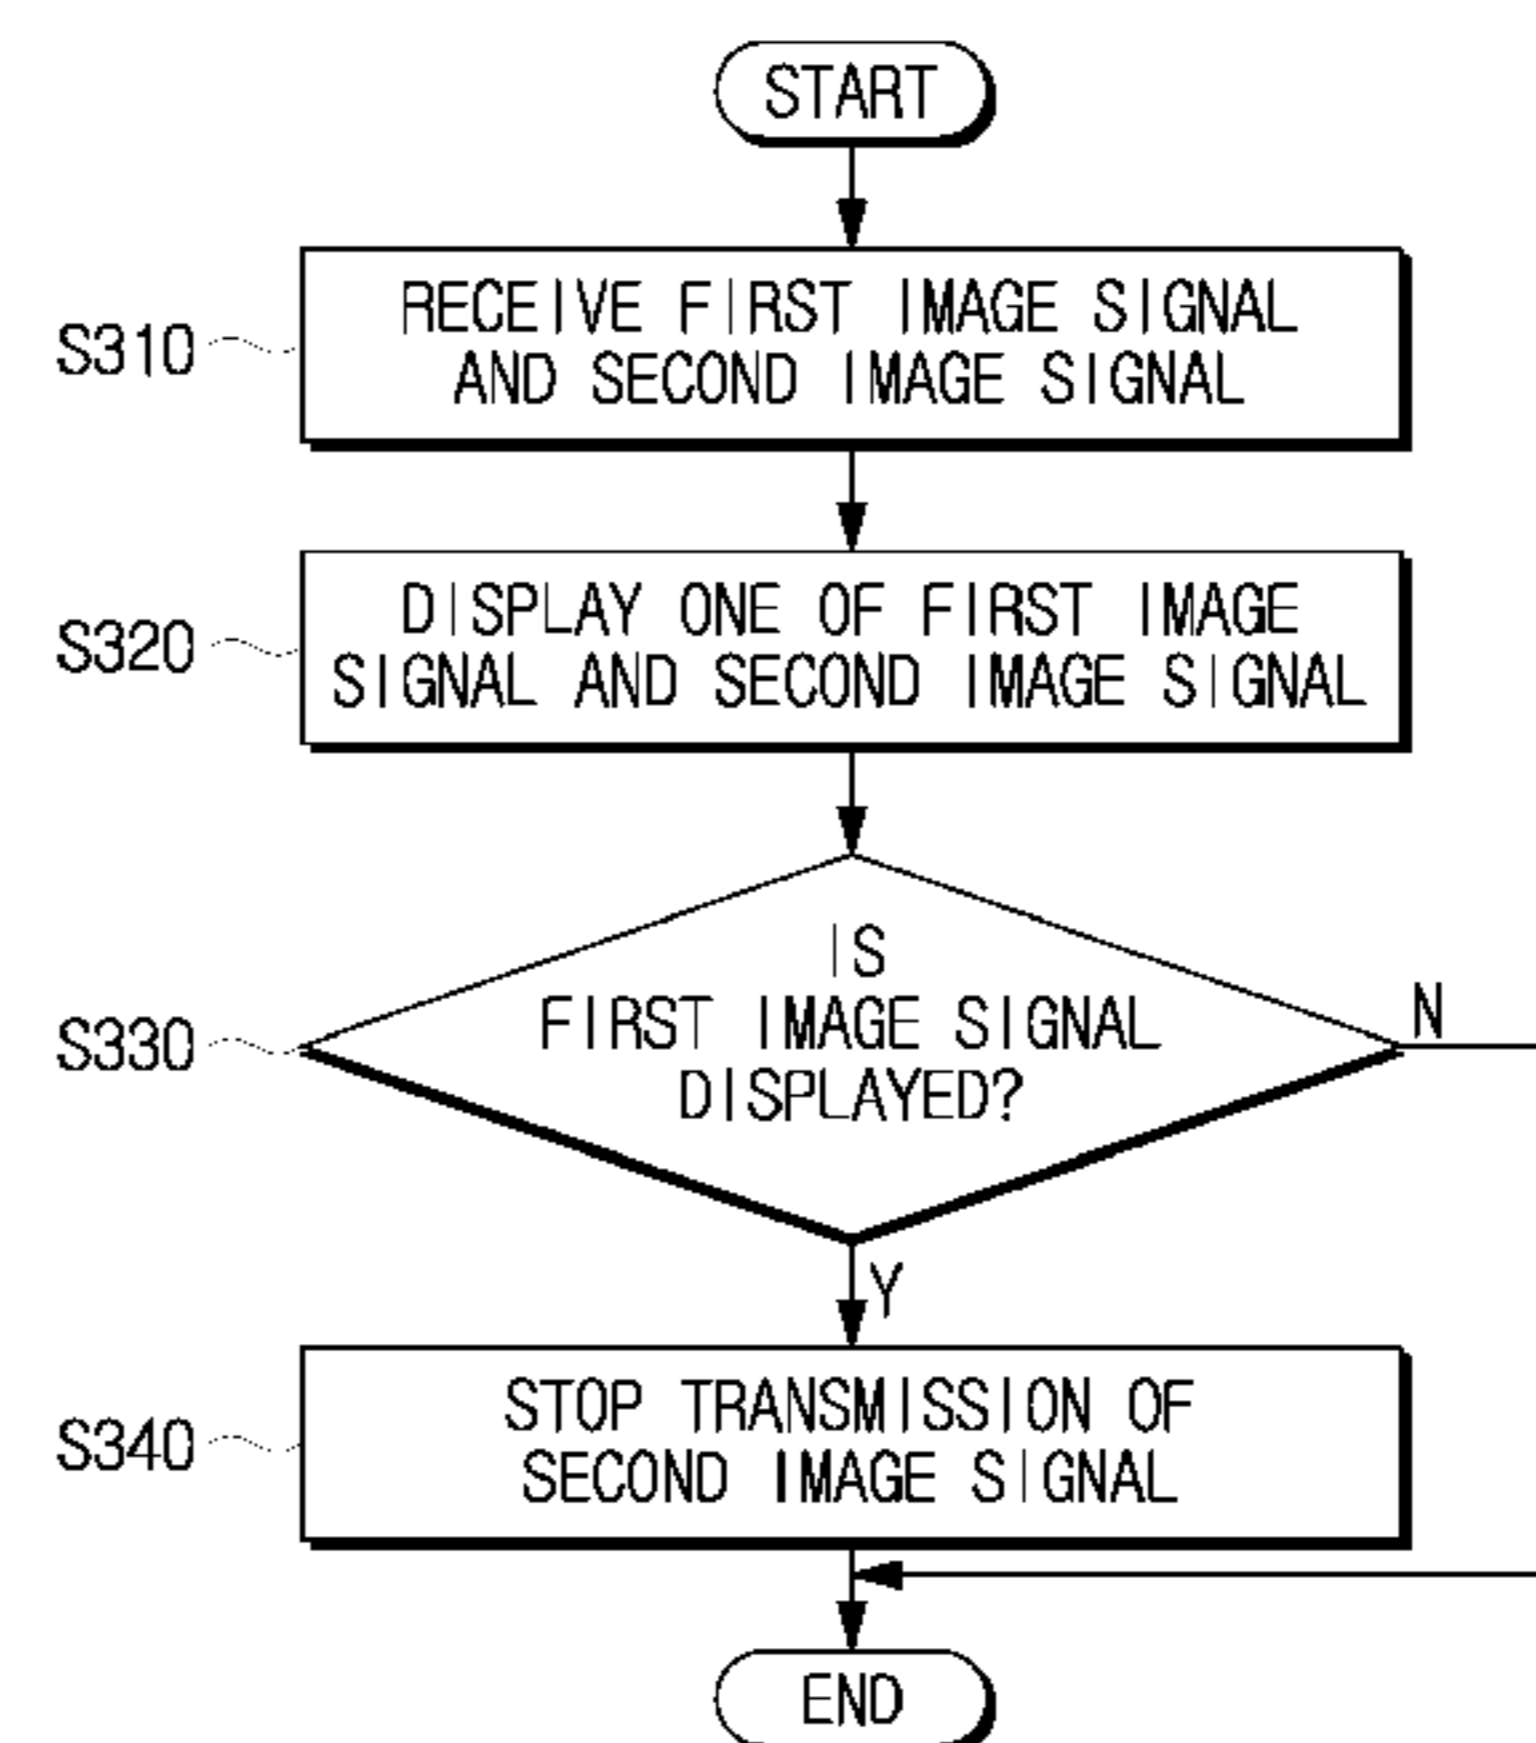 START
S310
RECEIVE FIRST IMAGE SIGNAL
AND SECOND IMAGE SIGNAL
S320
DISPLAY ONE OF FIRST IMAGE
SIGNAL AND SECOND IMAGE SIGNAL
S330
IS
FIRST IMAGE SIGNAL
DISPLAYED?
N
Y
S340
STOP TRANSMISSION OF
SECOND IMAGE SIGNAL
END